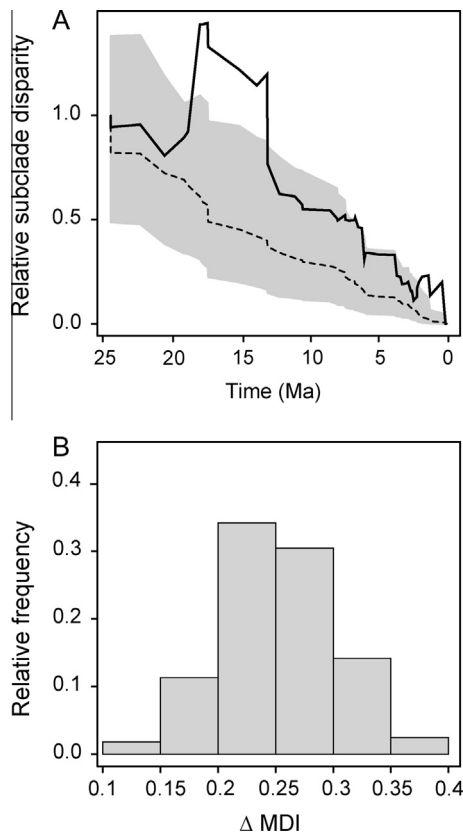 A
Relative subclade disparity
1.0
0.5
0.0
25 20 15 10 5 0
Time (Ma)
B
Relative frequency
0.4
0.3
0.2
0.1
0.0
0.1 0.15 0.2 0.25 0.3 0.35 0.4
Δ MDI